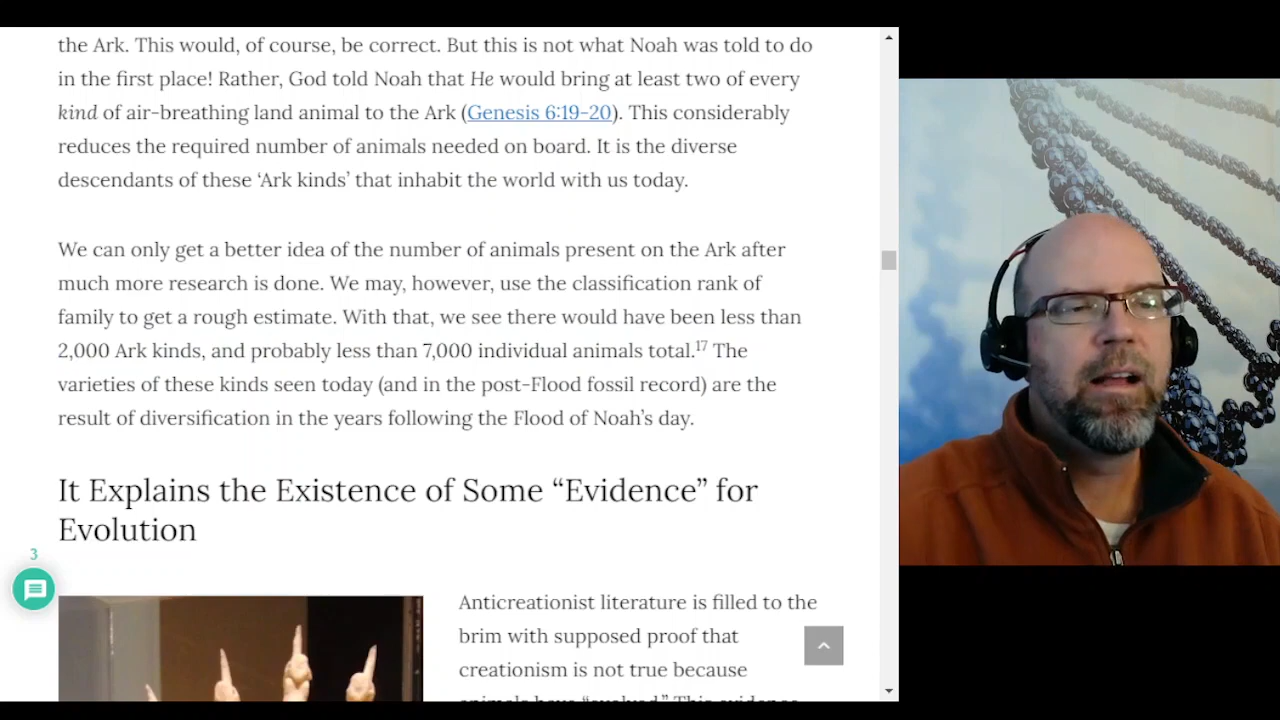 the Ark. This would, of course, be correct. But this is not what Noah was told to do
in the first place! Rather, God told Noah that He would bring at least two of every
kind of air-breathing land animal to the Ark (Genesis 6:19-20). This considerably
reduces the required number of animals needed on board. It is the diverse
descendants of these ‘Ark kinds’ that inhabit the world with us today.
We can only get a better idea of the number of animals present on the Ark after
much more research is done. We may, however, use the classification rank of
family to get a rough estimate. With that, we see there would have been less than
2,000 Ark kinds, and probably less than 7,000 individual animals total.17 The
varieties of these kinds seen today (and in the post-Flood fossil record) are the
result of diversification in the years following the Flood of Noah’s day.
It Explains the Existence of Some “Evidence” for
Evolution
3
Anticreationist literature is filled to the
brim with supposed proof that
creationism is not true because
animals have “evolved.” This evidence